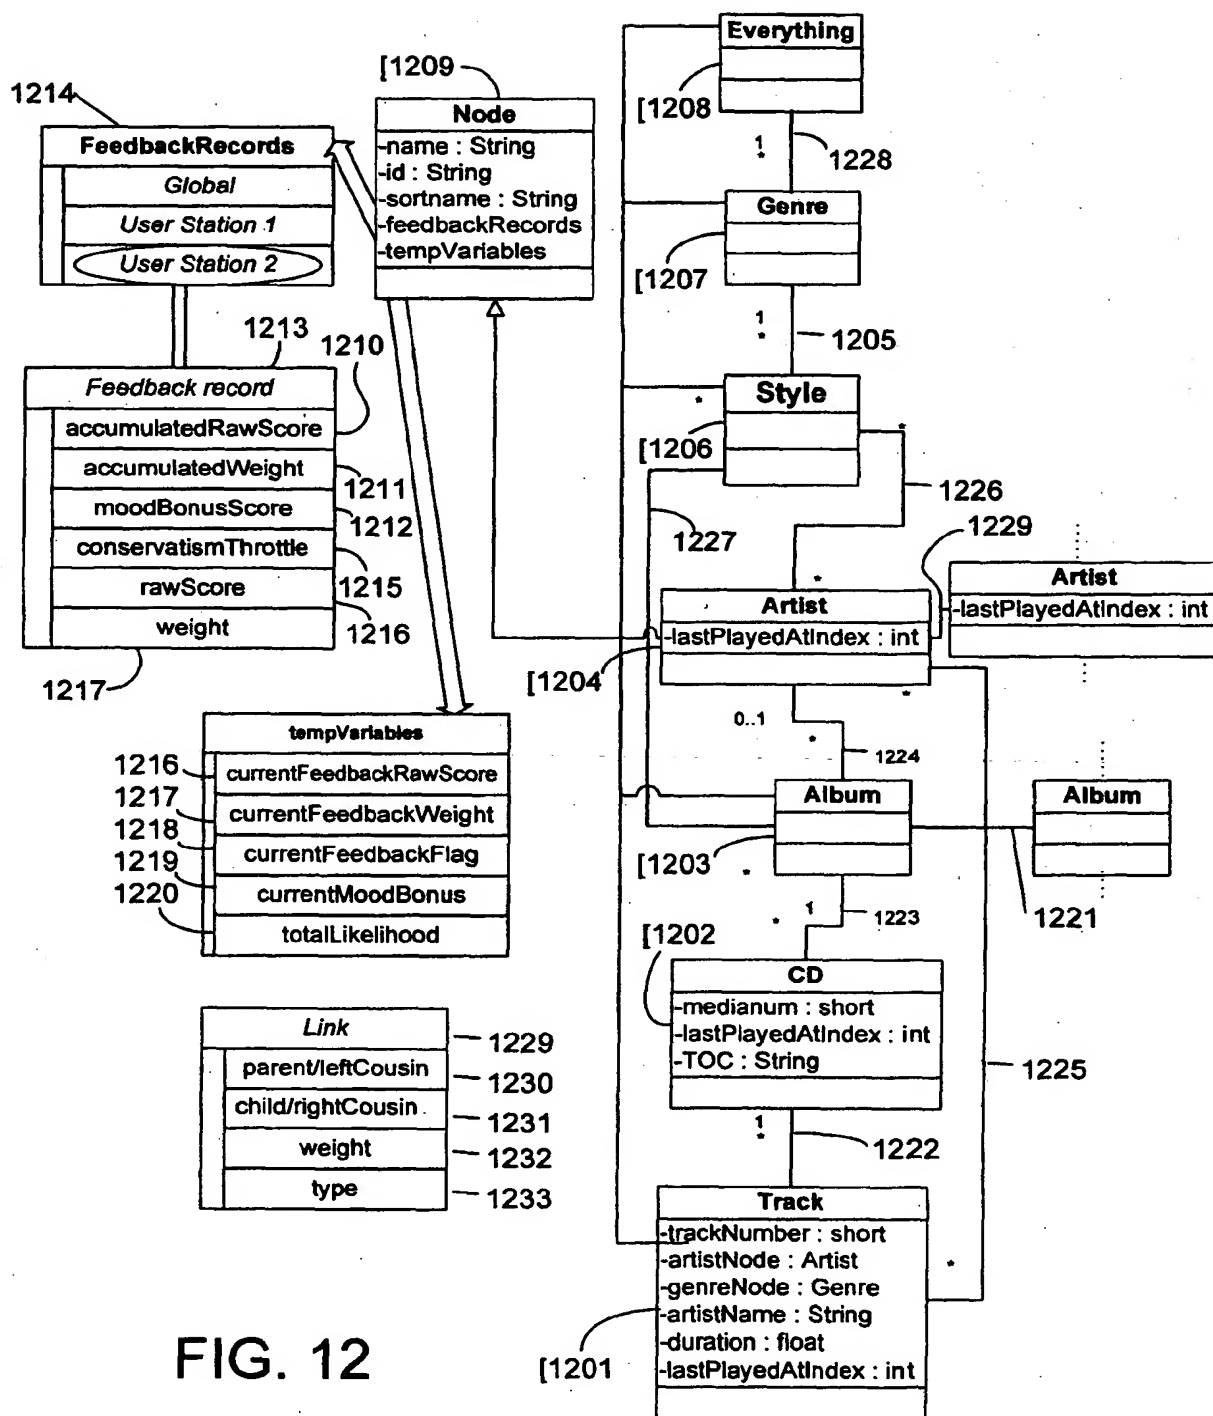 [1209
1214
FeedbackRecords
Global
User Station 1
User Station 2
Node
-name : String
-id : String
-sortname : String
-feedbackRecords
-tempVariables
1213
1210
Feedback record
accumulatedRawScore
accumulatedWeight
1211
moodBonusScore
1212
conservatismThrottle
1215
rawScore
1216
weight
1217
tempVariables
1216
currentFeedbackRawScore
1217
currentFeedbackWeight
1218
currentFeedbackFlag
1219
currentMoodBonus
1220
totalLikelihood
Link
1229
parent/leftCousin
1230
child/rightCousin
1231
weight
1232
type
1233
FIG. 12
Everything
[1208
1
*
1228
Genre
[1207
1
*
1205
Style
*
[1206
*
1226
1227
1229
*
Artist
-lastPlayedAtIndex : int
[1204
*
Artist
-lastPlayedAtIndex : int
0..1
*
1224
Album
[1203
*
Album
1221
1
*
1223
[1202
CD
-medianum : short
-lastPlayedAtIndex : int
-TOC : String
1225
1
*
1222
Track
-trackNumber : short
-artistNode : Artist
*
-genreNode : Genre
-artistName : String
-duration : float
[1201
-lastPlayedAtIndex : int